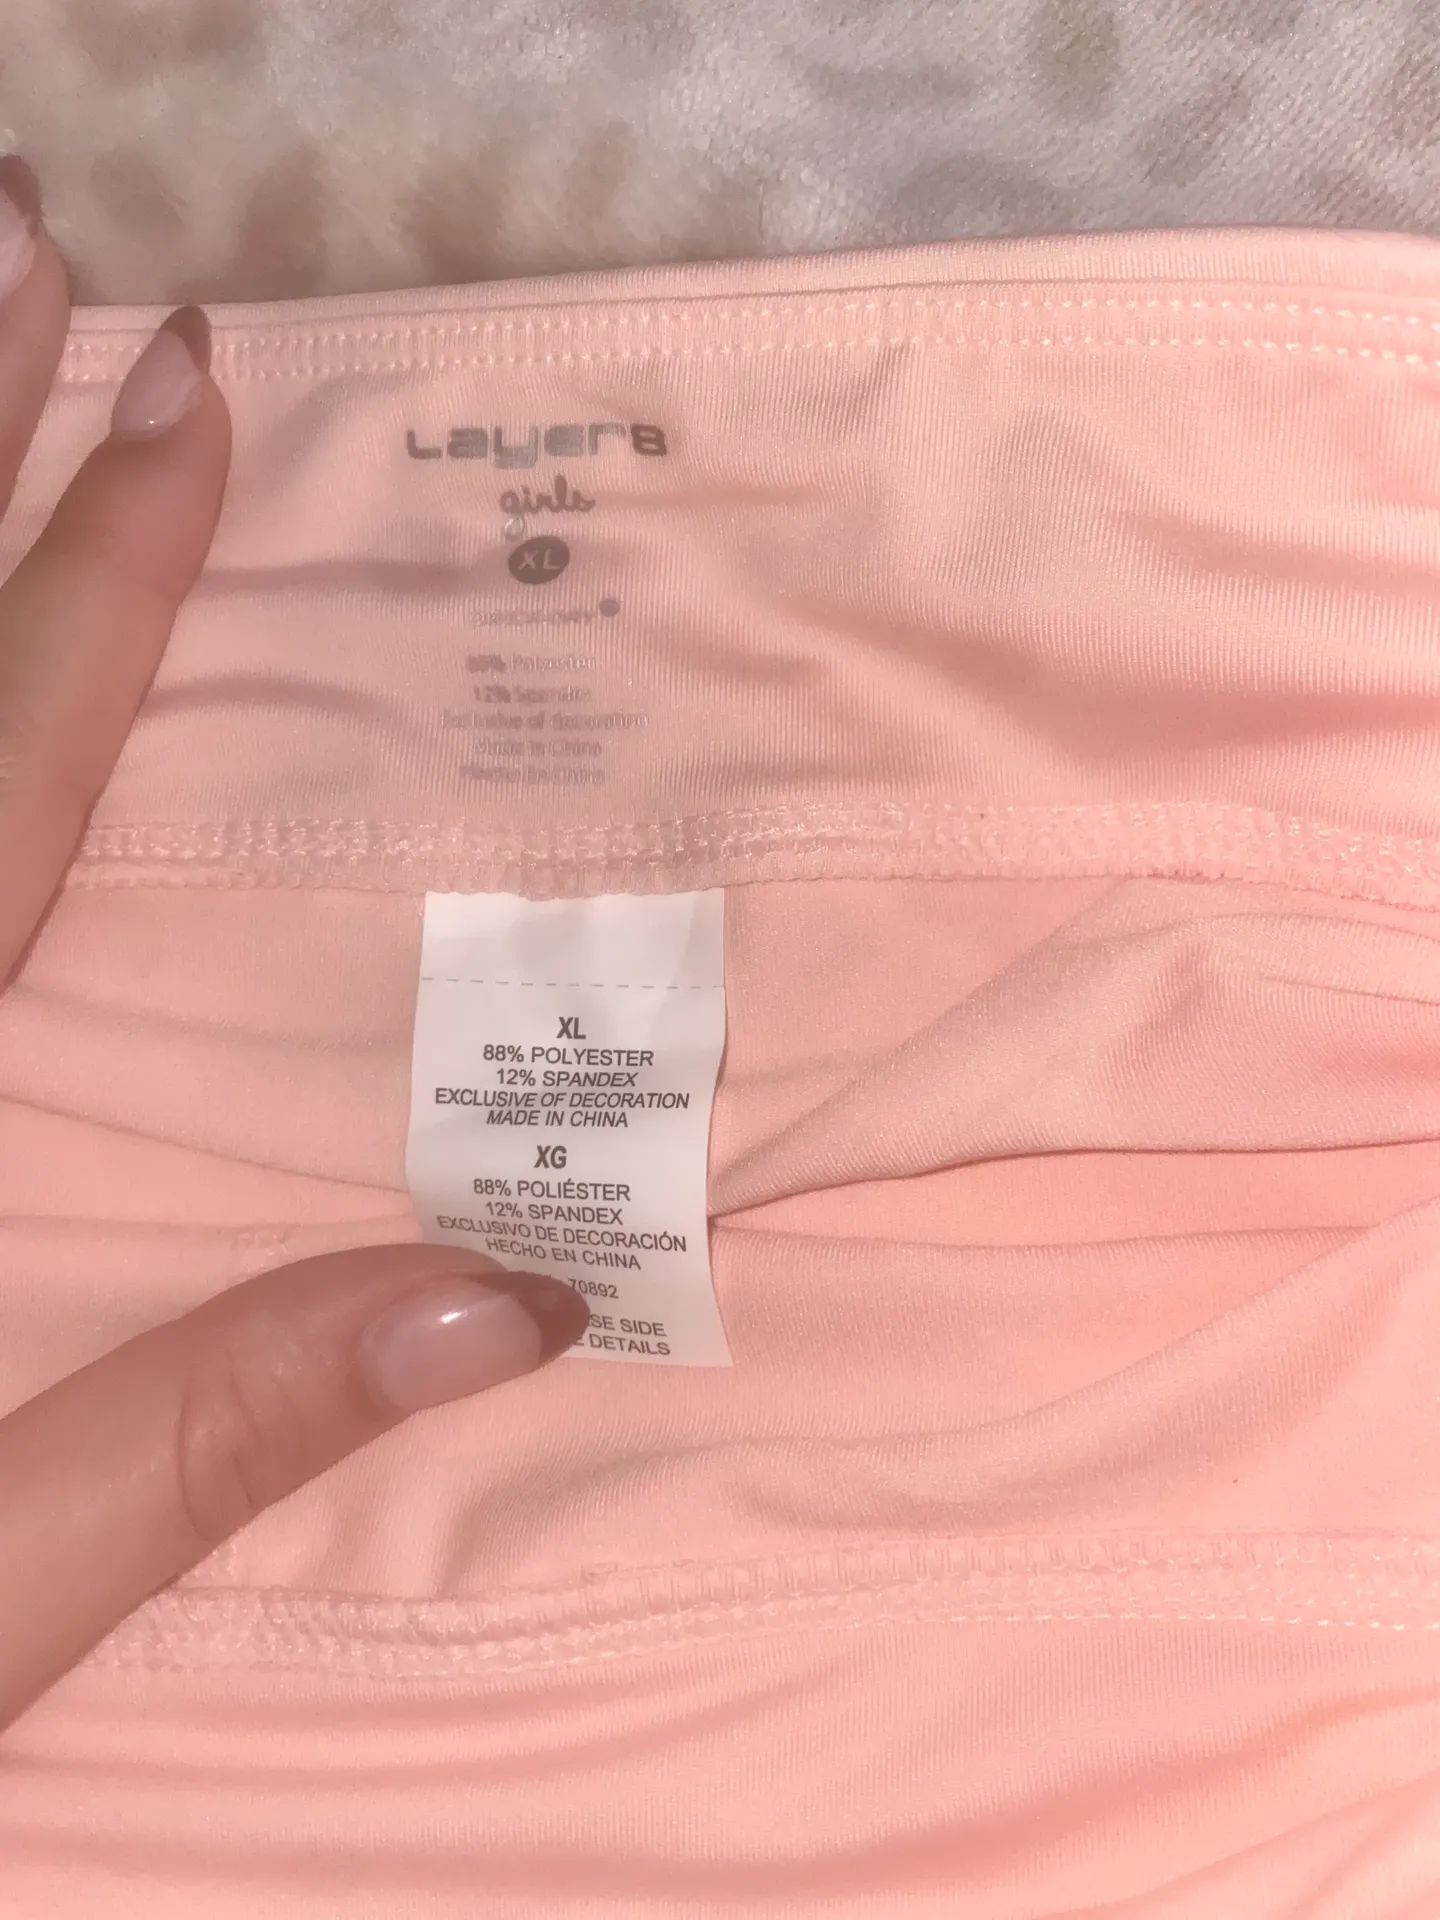 Layer8
girls
XL
88% Polyester
12% Spandex
Exclusive of decoration
Made in China
Hecho En China
XL
88% POLYESTER
12% SPANDEX
EXCLUSIVE OF DECORATION
MADE IN CHINA
XG
88% POLIÉSTER
12% SPANDEX
EXCLUSIVO DE DECORACIÓN
HECHO EN CHINA
70892
SE SIDE
DETAILS